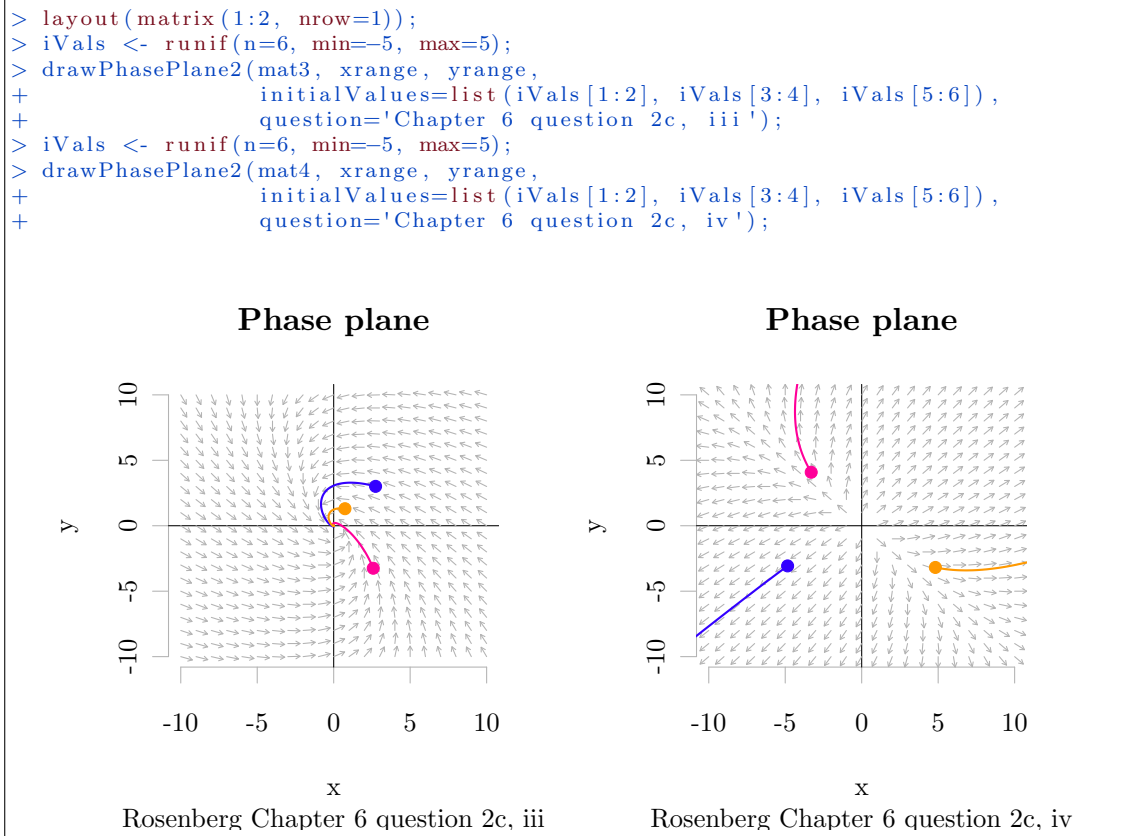 > layout(matrix(1:2, nrow=1));
> iVals <- runif(n=6, min=−5, max=5);
> drawPhasePlane2(mat3, xrange, yrange,
+ initialValues=list(iVals[1:2], iVals[3:4], iVals[5:6]),
+ question='Chapter 6 question 2c, iii');
> iVals <- runif(n=6, min=−5, max=5);
> drawPhasePlane2(mat4, xrange, yrange,
+ initialValues=list(iVals[1:2], iVals[3:4], iVals[5:6]),
+ question='Chapter 6 question 2c, iv');
Phase plane
10
5
0
-5
-10
y
-10 -5 0 5 10
x
Rosenberg Chapter 6 question 2c, iii
Phase plane
10
5
0
-5
-10
y
-10 -5 0 5 10
x
Rosenberg Chapter 6 question 2c, iv